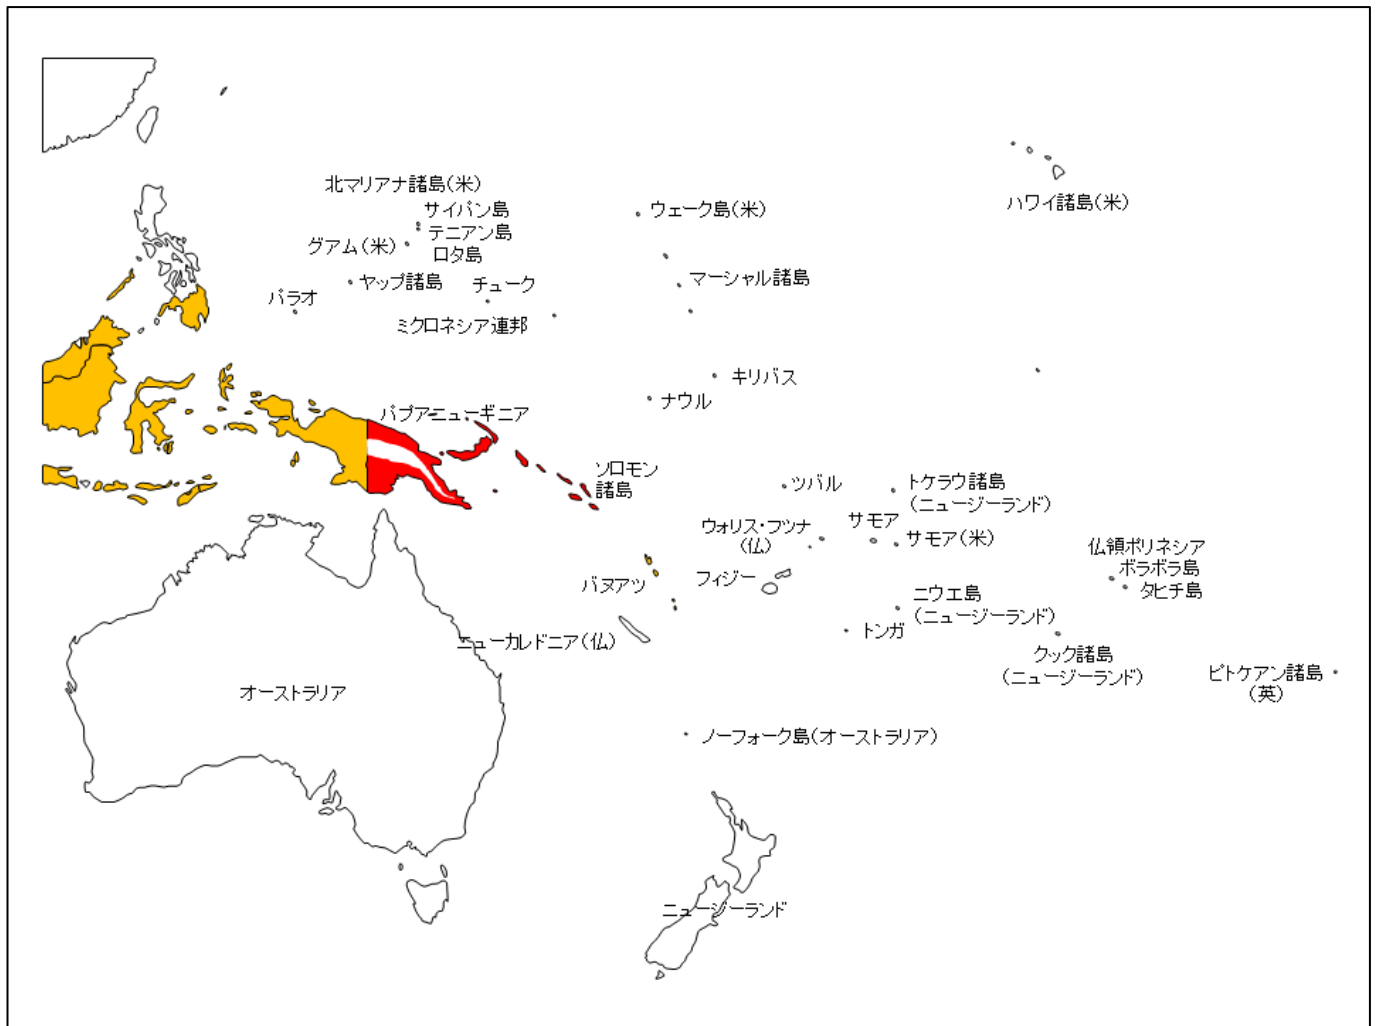 北マリアナ諸島(米)
サイパン島
テニアン島
ロタ島
グアム(米)
ヤップ諸島
パラオ
チューク
ミクロネシア連邦
ウェーク島(米)
マーシャル諸島
ハワイ諸島(米)
キリバス
ナウル
パプアニューギニア
ソロモン
諸島
ツバル
トケラウ諸島
(ニュージーランド)
ウォリス・フツナ
(仏)
サモア
サモア(米)
仏領ポリネシア
ボラボラ島
タヒチ島
バヌアツ
フィジー
ニウエ島
(ニュージーランド)
トンガ
ニューカレドニア(仏)
クック諸島
(ニュージーランド)
ピトケアン諸島
(英)
オーストラリア
ノーフォーク島(オーストラリア)
ニュージーランド